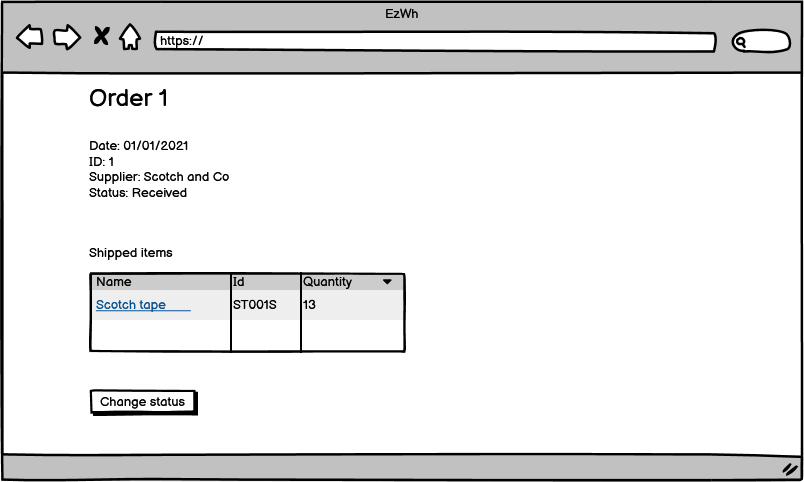 EzWh
https://
Order 1
Date: 01/01/2021
ID: 1
Supplier: Scotch and Co
Status: Received
Shipped items
Name Id Quantity
Scotch tape ST001S 13
Change status